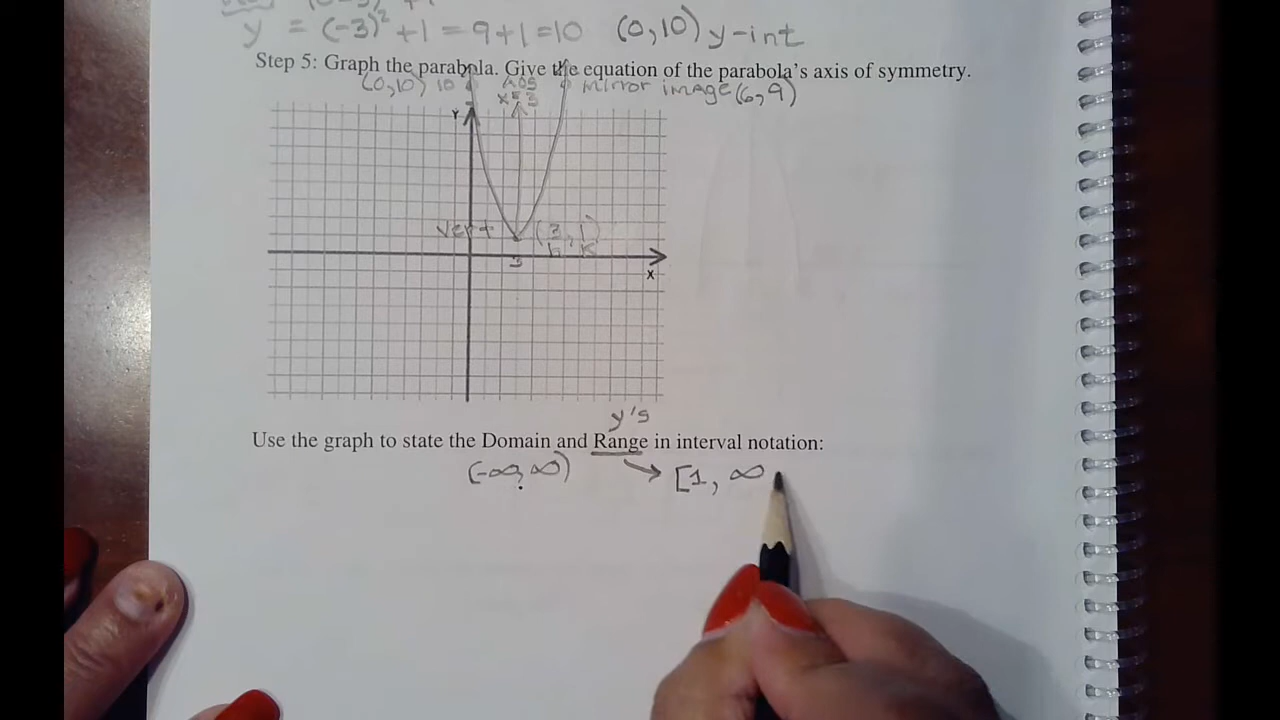 y = (-3)² + 1 = 9 + 1 = 10 (0, 10) y-int
Step 5: Graph the parabola. Give the equation of the parabola's axis of symmetry.
(0, 10) 10 AOS mirror image (6, 9)
x = 3
Y
Vert (3, 1)
h, k
3
X
y's
Use the graph to state the Domain and Range in interval notation:
(-∞, ∞) → [1, ∞